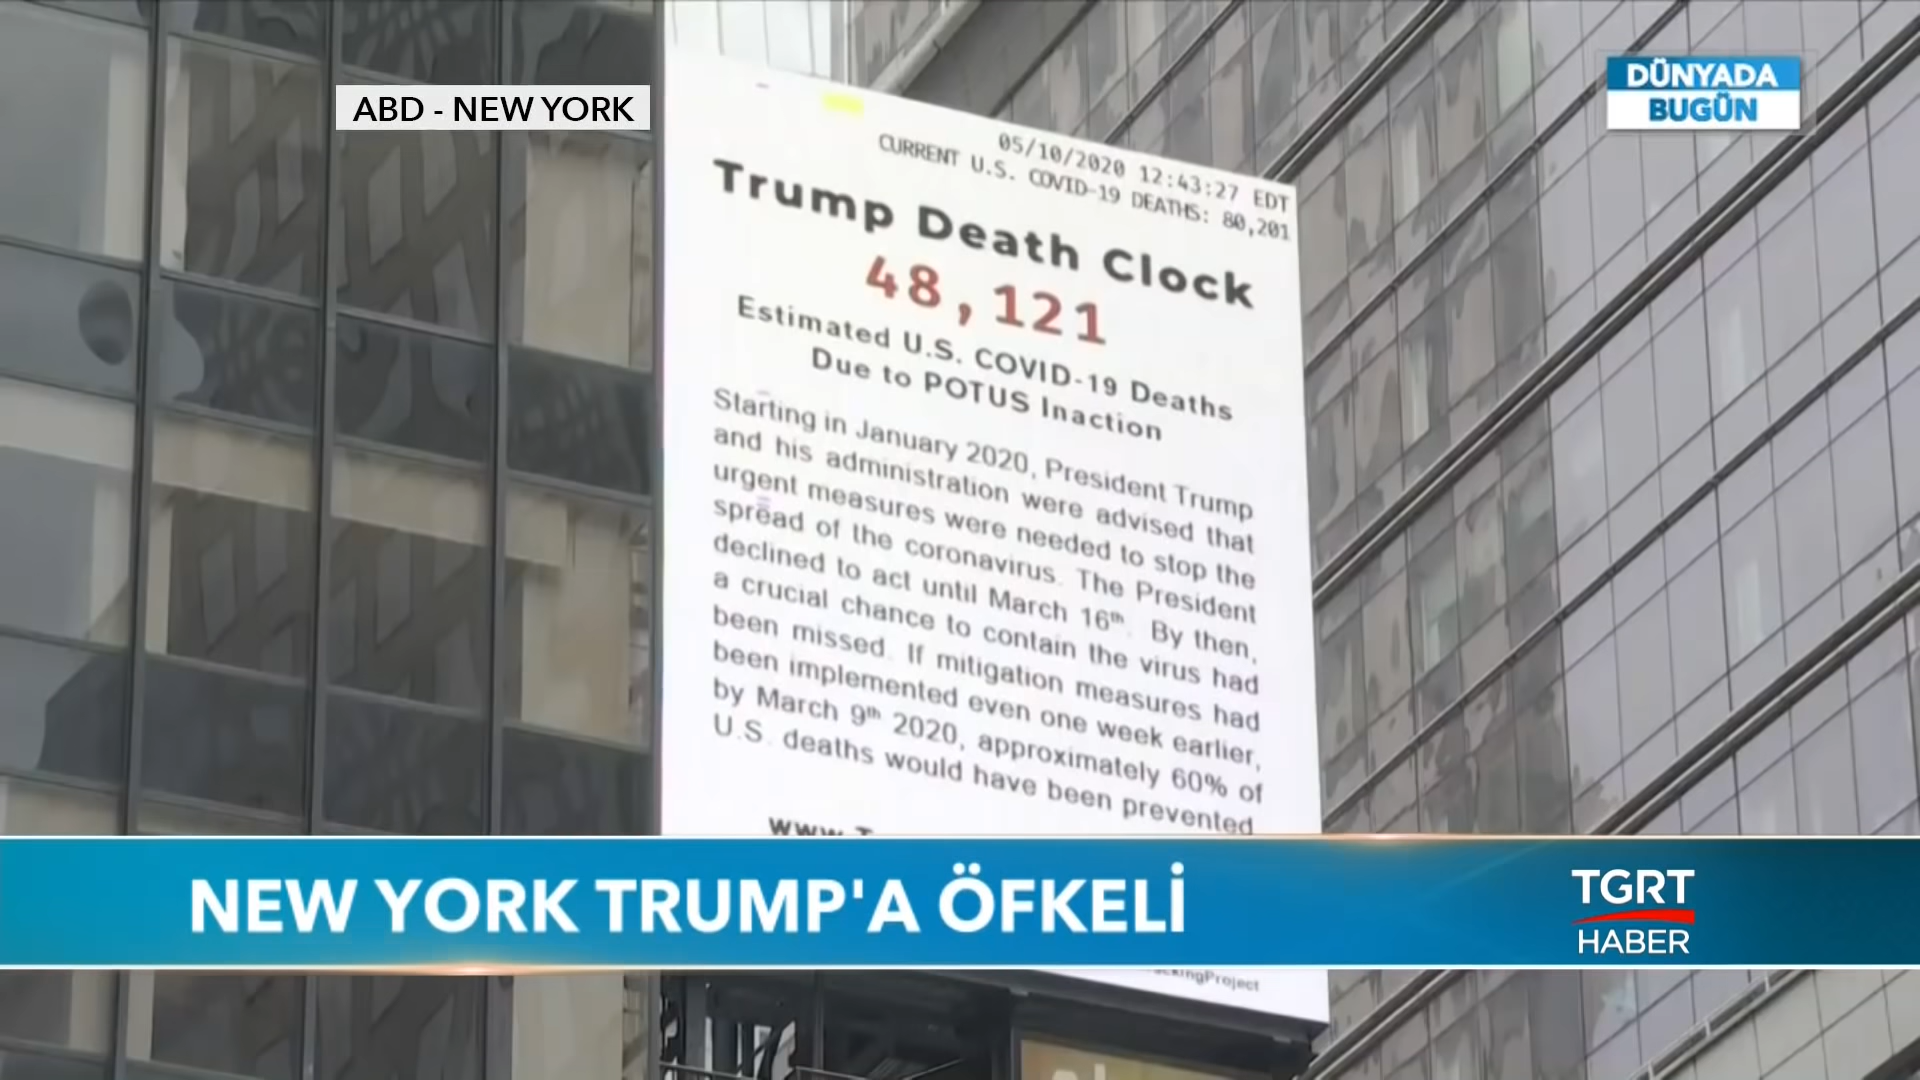 ABD - NEW YORK
DÜNYADA
BUGÜN
05/10/2020 12:43:27 EDT
CURRENT U.S. COVID-19 DEATHS: 80,201
Trump Death Clock
48,121
Estimated U.S. COVID-19 Deaths
Due to POTUS Inaction
Starting in January 2020, President Trump
and his administration were advised that
urgent measures were needed to stop the
spread of the coronavirus. The President
declined to act until March 16th. By then,
a crucial chance to contain the virus had
been missed. If mitigation measures had
been implemented even one week earlier,
by March 9th 2020, approximately 60% of
U.S. deaths would have been prevented
NEW YORK TRUMP'A ÖFKELİ
TGRT
HABER